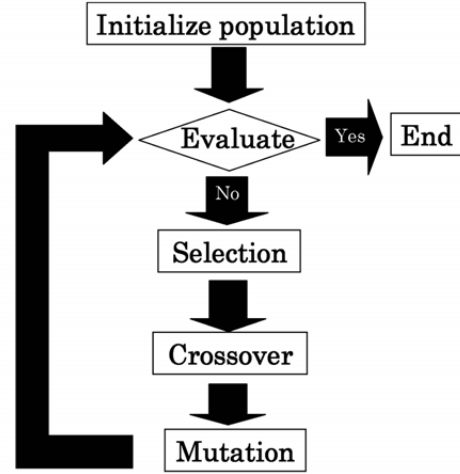 Initialize population
Evaluate
Yes
End
No
Selection
Crossover
Mutation